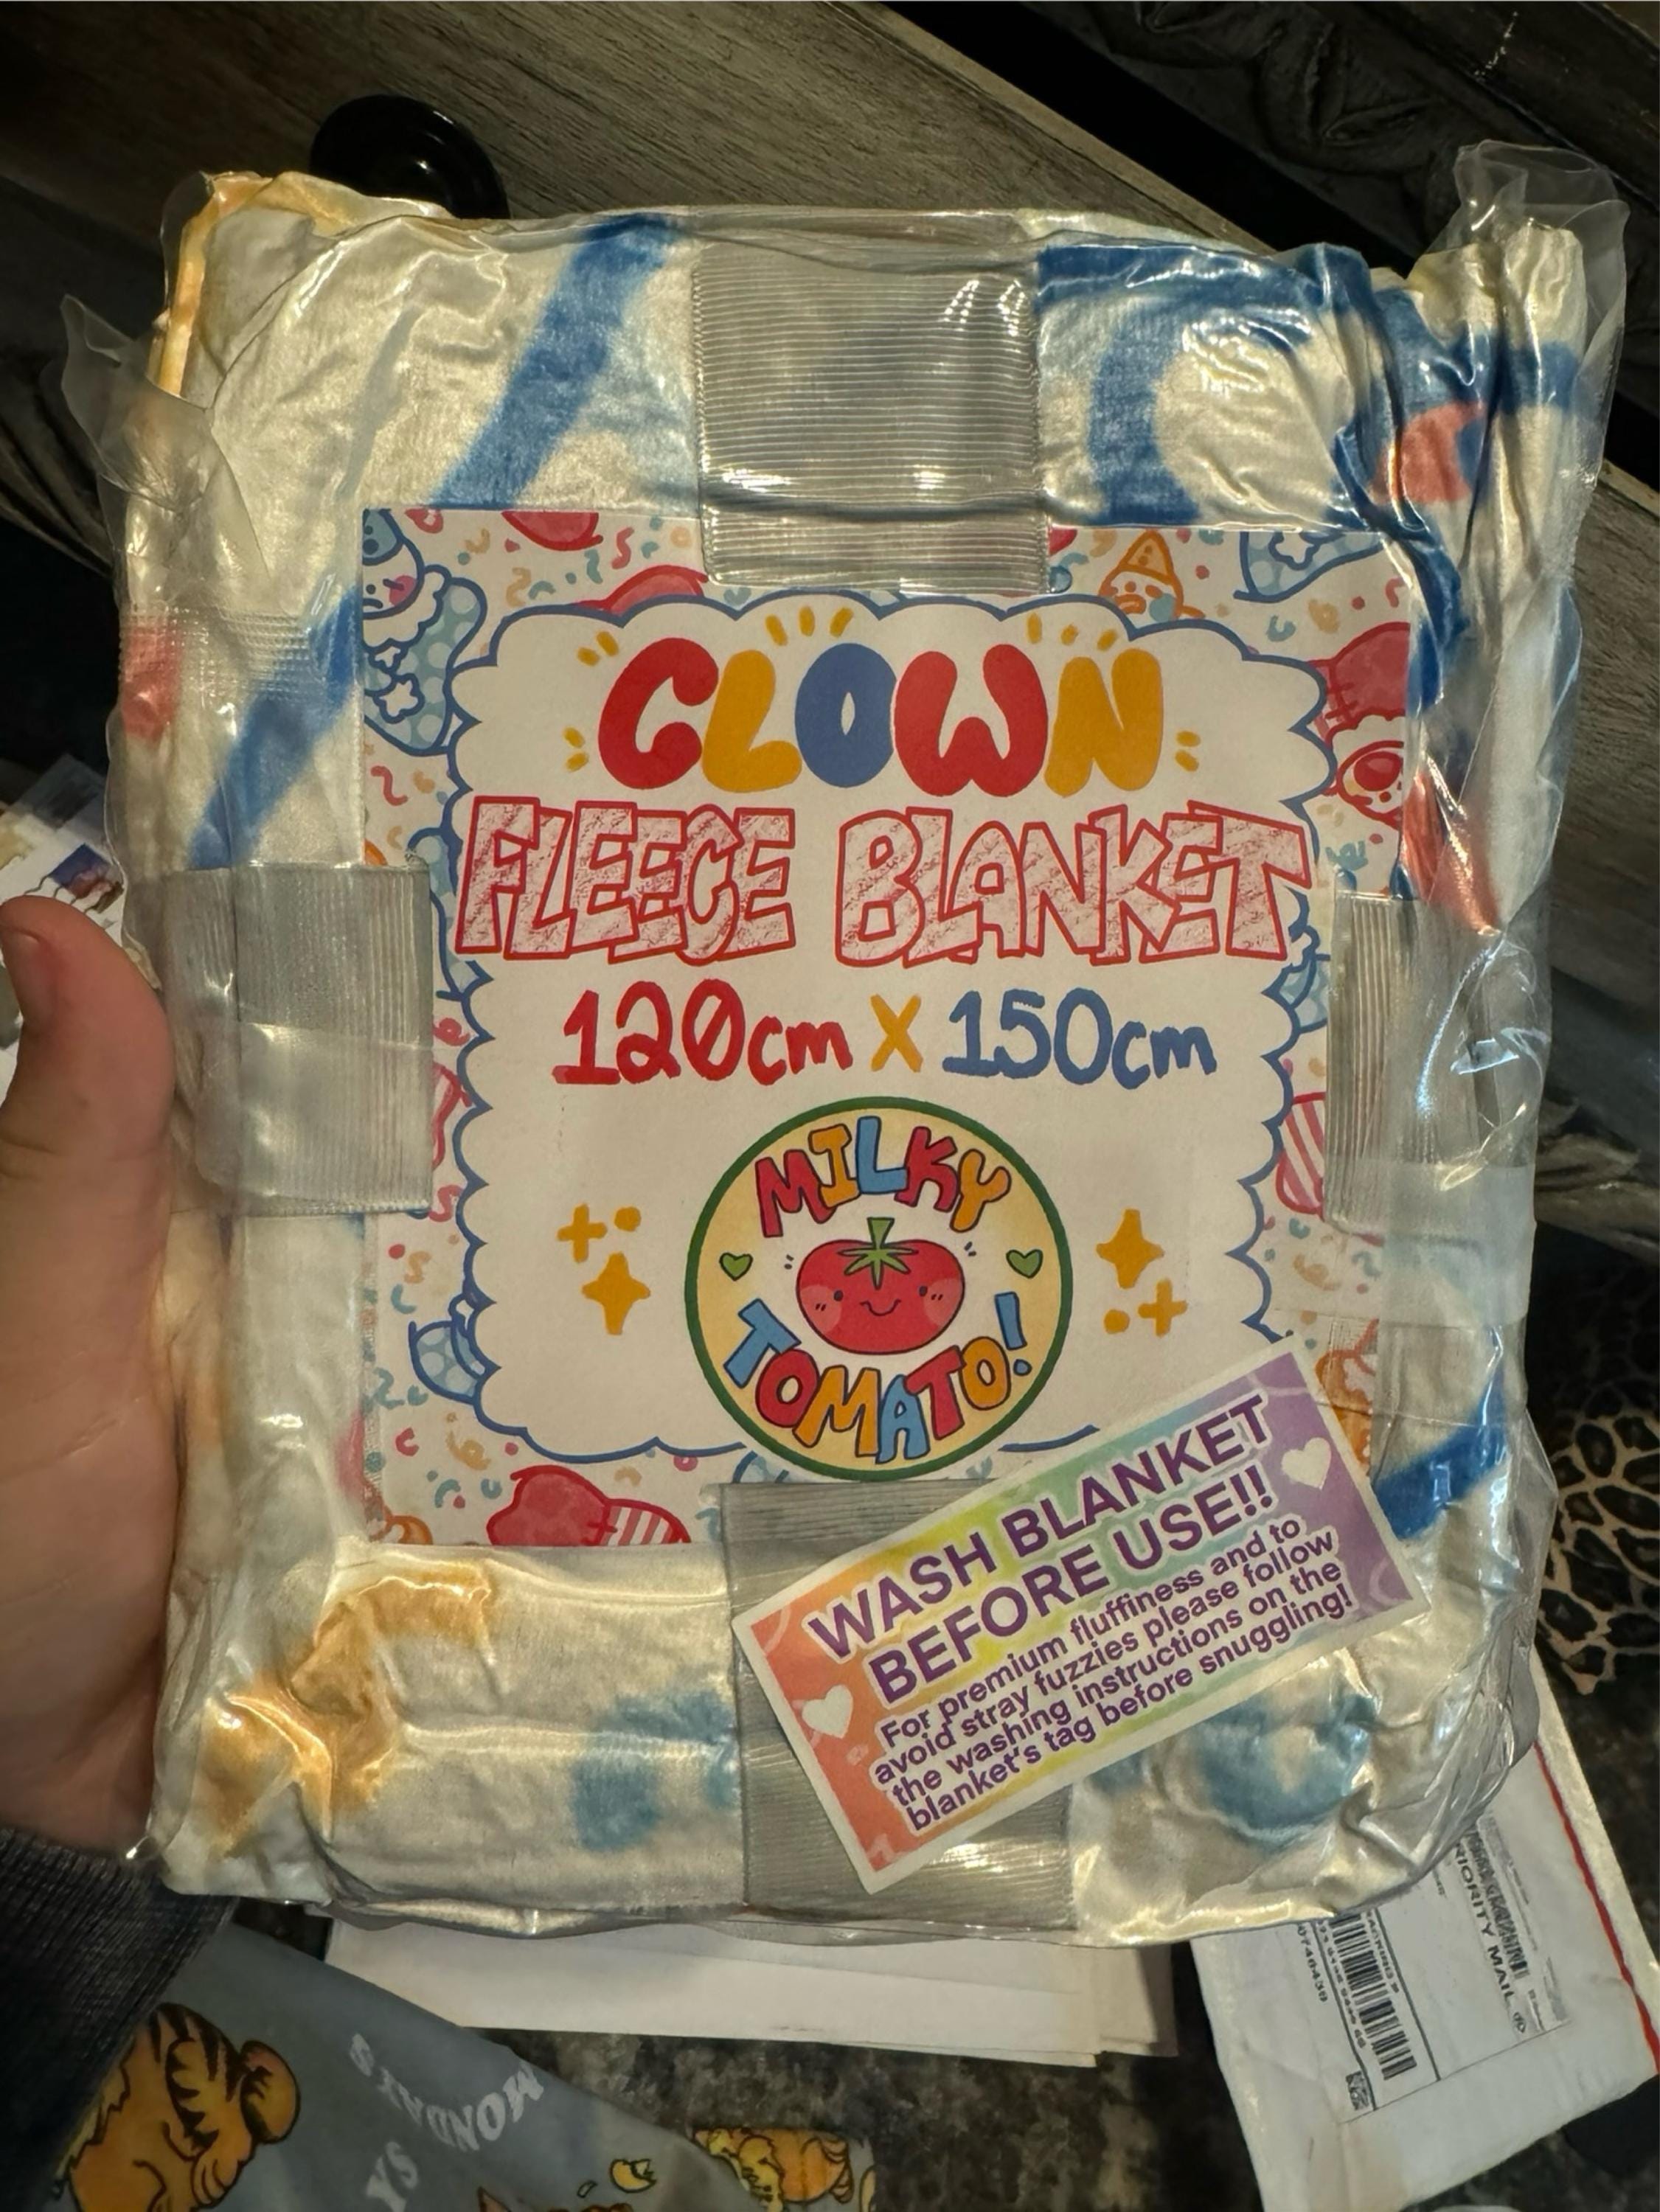 CLOWN
FLEECE BLANKET
120cm X 150cm
MILKY
TOMATO!
WASH BLANKET
BEFORE USE!!
For premium fluffiness and to
avoid stray fuzzies please follow
the washing instructions on the
blanket's tag before snuggling!
PRIORITY MAIL®
MONDAYS